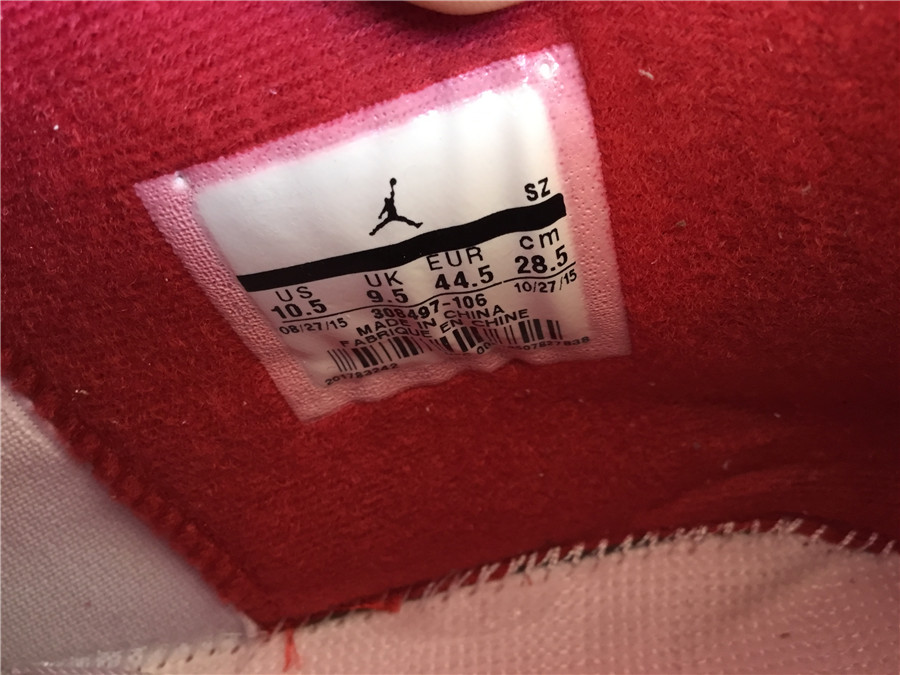 SZ
US UK EUR cm
10.5 9.5 44.5 28.5
08/27/15 308497-106 10/27/15
MADE IN CHINA
FABRIQUE EN CHINE
201783242